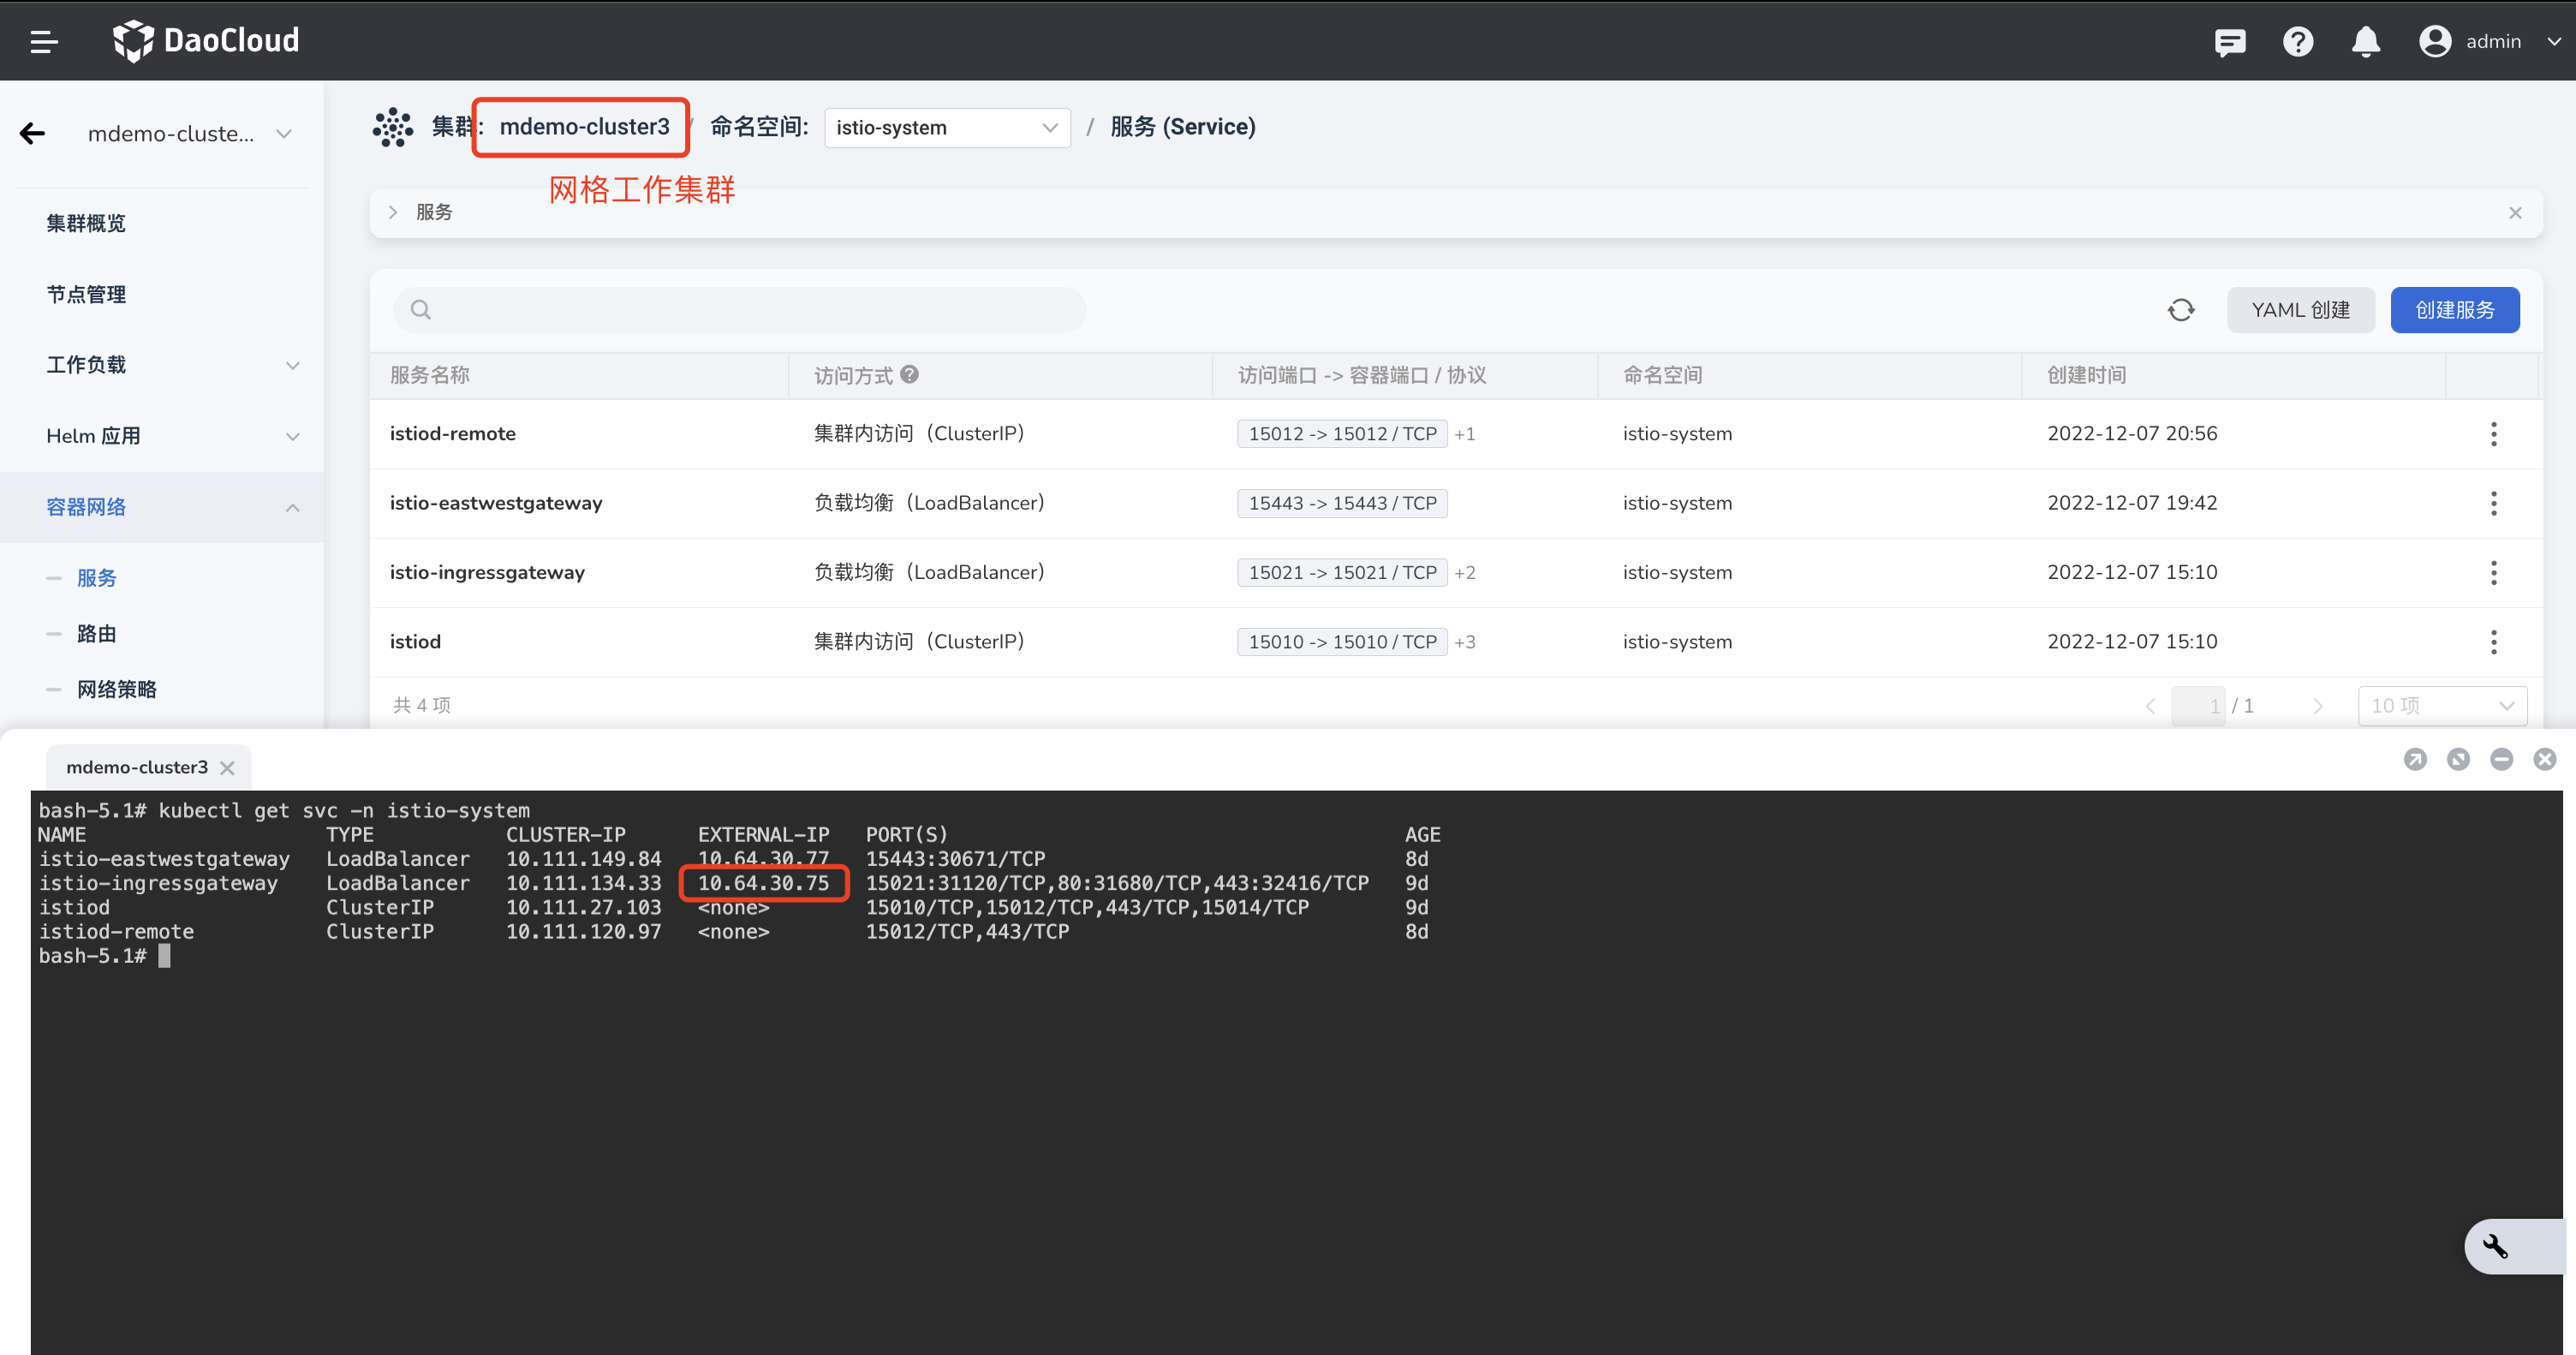 DaoCloud
admin
mdemo-cluste...
集群: mdemo-cluster3 / 命名空间: istio-system / 服务 (Service)
网格工作集群
服务
集群概览
节点管理
工作负载
Helm 应用
容器网络
服务
路由
网络策略
YAML 创建
创建服务
服务名称 访问方式 访问端口 -> 容器端口 / 协议 命名空间 创建时间
istiod-remote 集群内访问（ClusterIP） 15012 -> 15012 / TCP +1 istio-system 2022-12-07 20:56
istio-eastwestgateway 负载均衡（LoadBalancer） 15443 -> 15443 / TCP istio-system 2022-12-07 19:42
istio-ingressgateway 负载均衡（LoadBalancer） 15021 -> 15021 / TCP +2 istio-system 2022-12-07 15:10
istiod 集群内访问（ClusterIP） 15010 -> 15010 / TCP +3 istio-system 2022-12-07 15:10
共 4 项 1 / 1 10 项
mdemo-cluster3
bash-5.1# kubectl get svc -n istio-system
NAME TYPE CLUSTER-IP EXTERNAL-IP PORT(S) AGE
istio-eastwestgateway LoadBalancer 10.111.149.84 10.64.30.77 15443:30671/TCP 8d
istio-ingressgateway LoadBalancer 10.111.134.33 10.64.30.75 15021:31120/TCP,80:31680/TCP,443:32416/TCP 9d
istiod ClusterIP 10.111.27.103 <none> 15010/TCP,15012/TCP,443/TCP,15014/TCP 9d
istiod-remote ClusterIP 10.111.120.97 <none> 15012/TCP,443/TCP 8d
bash-5.1#